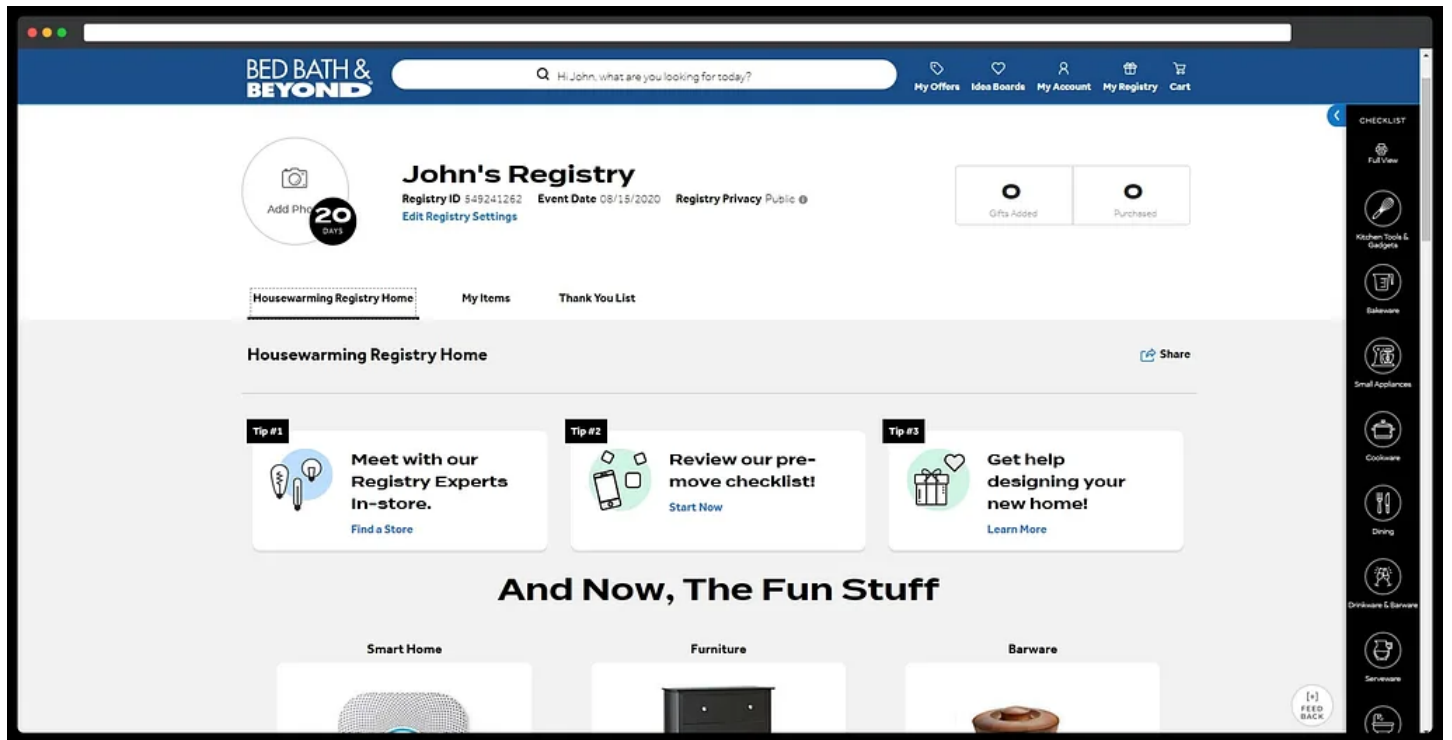 BED BATH &
BEYOND
Hi John, what are you looking for today?
My Offers
Idea Boards
My Account
My Registry
Cart
CHECKLIST
Full View
Kitchen Tools &
Gadgets
Bakeware
Small Appliances
Cookware
Dining
Drinkware & Barware
Serveware
Add Pho
20
DAYS
John's Registry
Registry ID 549241262 Event Date 08/15/2020 Registry Privacy Public
Edit Registry Settings
0
Gifts Added
0
Purchased
Housewarming Registry Home
My Items
Thank You List
Housewarming Registry Home
Share
Tip #1
Meet with our
Registry Experts
In-store.
Find a Store
Tip #2
Review our pre-
move checklist!
Start Now
Tip #3
Get help
designing your
new home!
Learn More
And Now, The Fun Stuff
Smart Home
Furniture
Barware
[+]
FEED
BACK